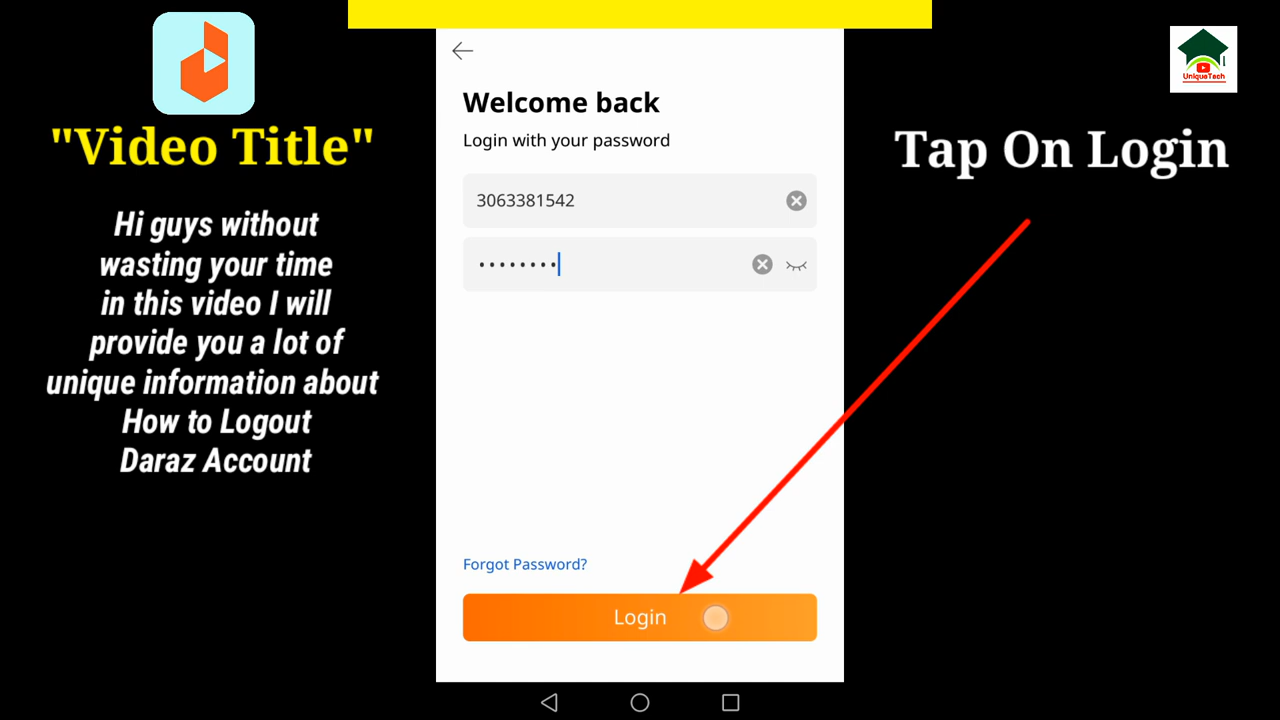 "Video Title"
Hi guys without
wasting your time
in this video I will
provide you a lot of
unique information about
How to Logout
Daraz Account
Welcome back
Login with your password
3063381542
••••••••
Forgot Password?
Login
UniqueTech
Tap On Login